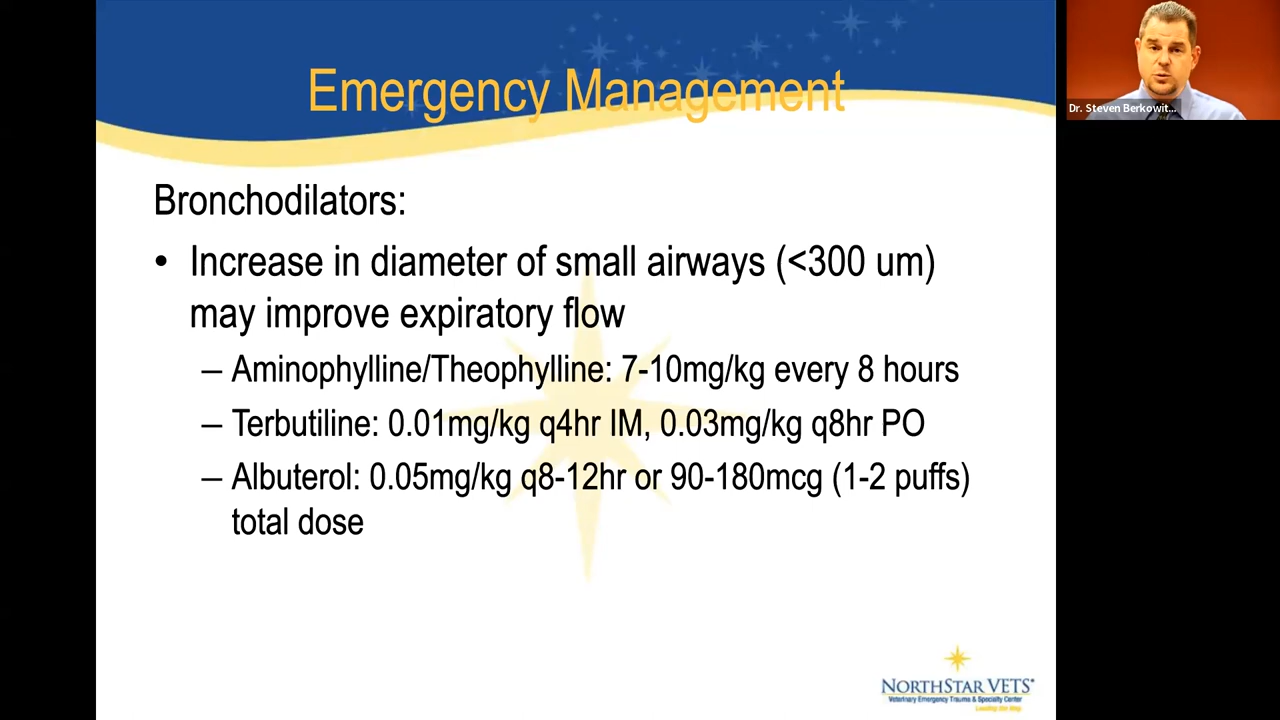 Emergency Management
Dr. Steven Berkowit...
Bronchodilators:
• Increase in diameter of small airways (<300 um)
may improve expiratory flow
– Aminophylline/Theophylline: 7-10mg/kg every 8 hours
– Terbutiline: 0.01mg/kg q4hr IM, 0.03mg/kg q8hr PO
– Albuterol: 0.05mg/kg q8-12hr or 90-180mcg (1-2 puffs)
total dose
NORTHSTAR VETS
Veterinary Emergency Trauma & Specialty Center
Leading the Way